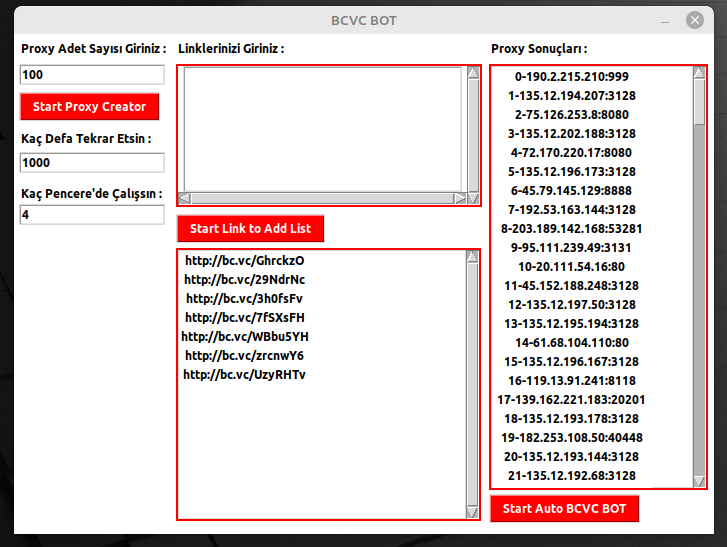 BCVC BOT
Proxy Adet Sayısı Giriniz :
100
Start Proxy Creator
Kaç Defa Tekrar Etsin :
1000
Kaç Pencere'de Çalışsın :
4
Linklerinizi Giriniz :
Start Link to Add List
http://bc.vc/GhrckzO
http://bc.vc/29NdrNc
http://bc.vc/3h0fsFv
http://bc.vc/7fSXsFH
http://bc.vc/WBbu5YH
http://bc.vc/zrcnwY6
http://bc.vc/UzyRHTv
Proxy Sonuçları :
0-190.2.215.210:999
1-135.12.194.207:3128
2-75.126.253.8:8080
3-135.12.202.188:3128
4-72.170.220.17:8080
5-135.12.196.173:3128
6-45.79.145.129:8888
7-192.53.163.144:3128
8-203.189.142.168:53281
9-95.111.239.49:3131
10-20.111.54.16:80
11-45.152.188.248:3128
12-135.12.197.50:3128
13-135.12.195.194:3128
14-61.68.104.110:80
15-135.12.196.167:3128
16-119.13.91.241:8118
17-139.162.221.183:20201
18-135.12.193.178:3128
19-182.253.108.50:40448
20-135.12.193.144:3128
21-135.12.192.68:3128
Start Auto BCVC BOT